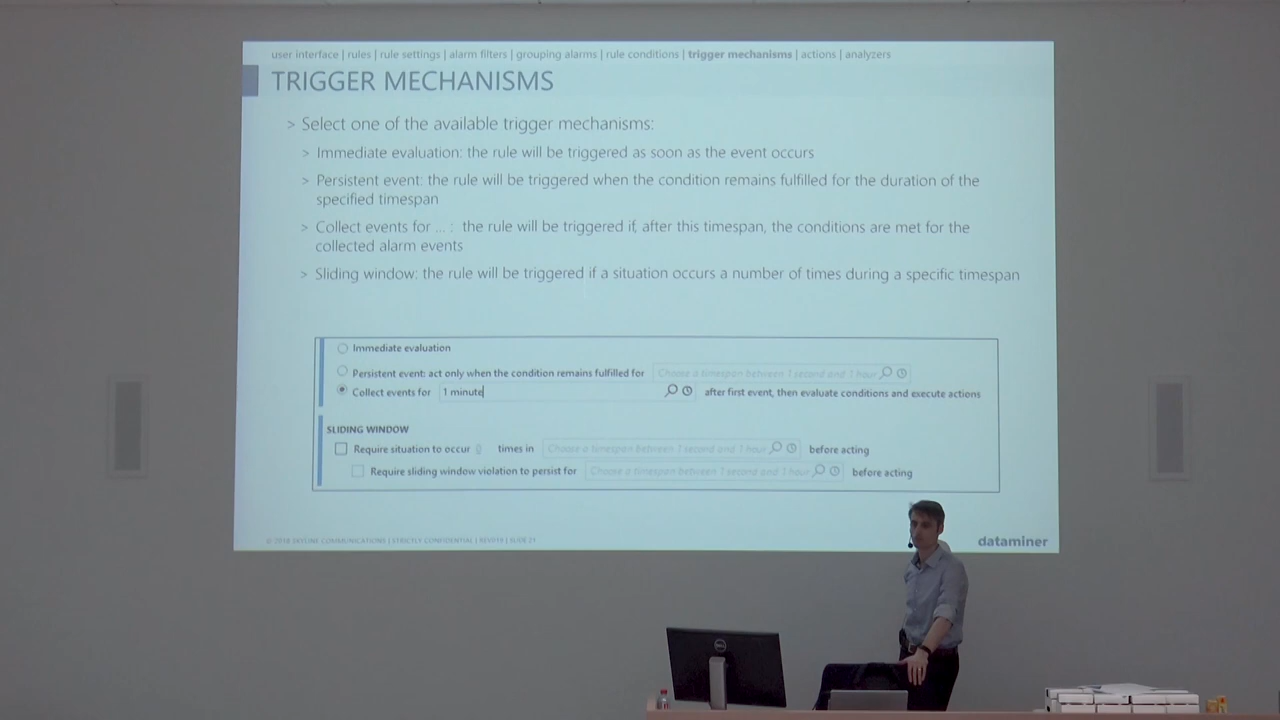 user interface | rules | rule settings | alarm filters | grouping alarms | rule conditions | trigger mechanisms | actions | analyzers
TRIGGER MECHANISMS
> Select one of the available trigger mechanisms:
> Immediate evaluation: the rule will be triggered as soon as the event occurs
> Persistent event: the rule will be triggered when the condition remains fulfilled for the duration of the
specified timespan
> Collect events for ... : the rule will be triggered if, after this timespan, the conditions are met for the
collected alarm events
> Sliding window: the rule will be triggered if a situation occurs a number of times during a specific timespan
Immediate evaluation
Persistent event: act only when the condition remains fulfilled for Choose a timespan between 1 second and 1 hour
Collect events for 1 minute after first event, then evaluate conditions and execute actions
SLIDING WINDOW
Require situation to occur times in Choose a timespan between 1 second and 1 hour before acting
Require sliding window violation to persist for Choose a timespan between 1 second and 1 hour before acting
© 2018 SKYLINE COMMUNICATIONS | STRICTLY CONFIDENTIAL | SLIDE 21
dataminer
DELL